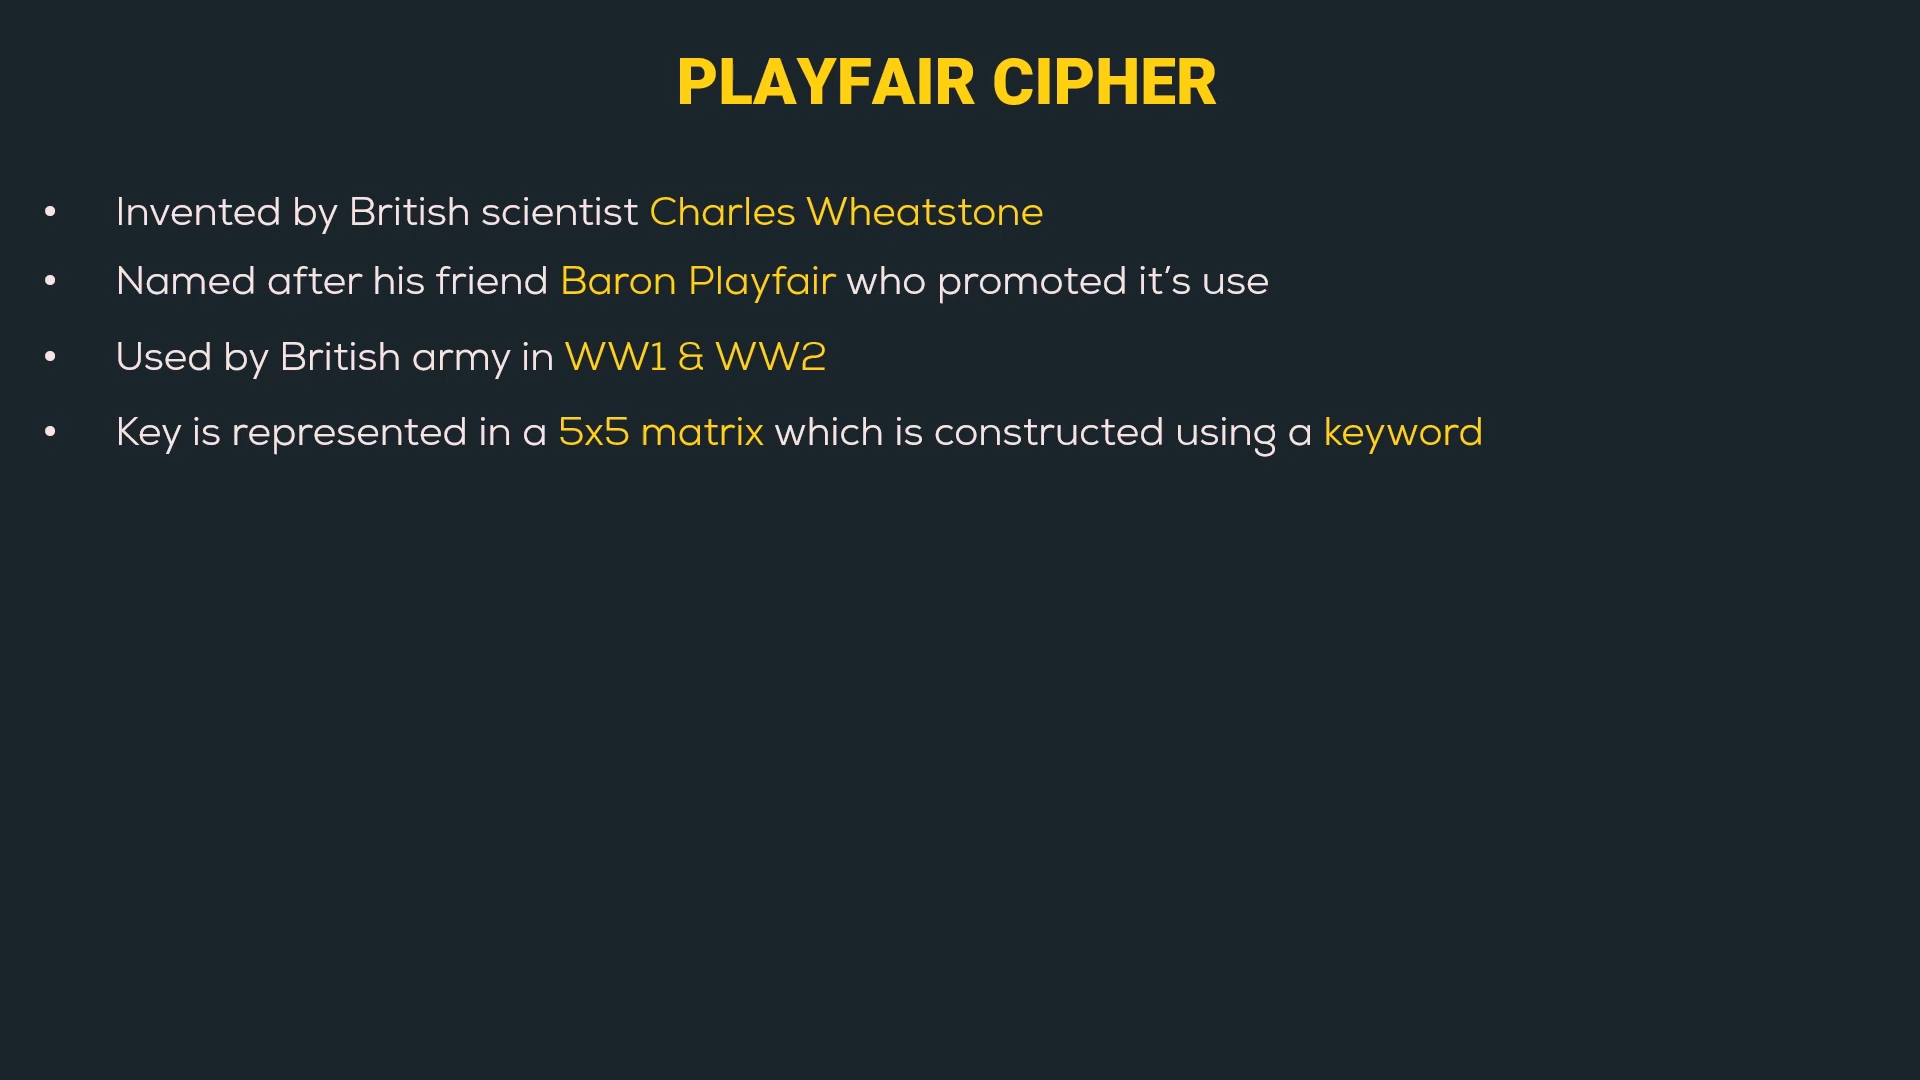 PLAYFAIR CIPHER
• Invented by British scientist Charles Wheatstone
• Named after his friend Baron Playfair who promoted it’s use
• Used by British army in WW1 & WW2
• Key is represented in a 5x5 matrix which is constructed using a keyword